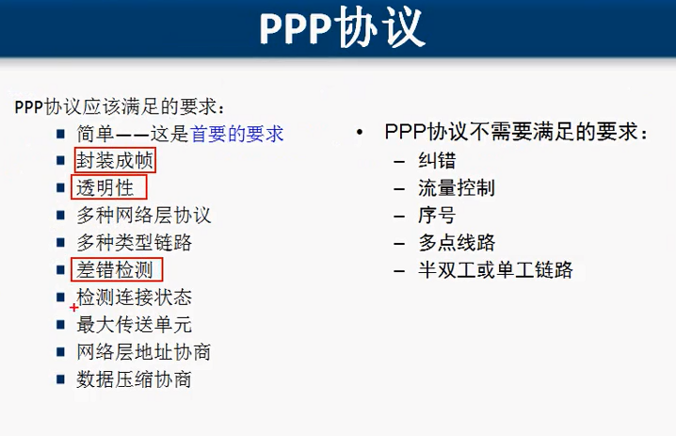 PPP协议
PPP协议应该满足的要求：
简单——这是首要的要求
封装成帧
透明性
多种网络层协议
多种类型链路
差错检测
检测连接状态
最大传送单元
网络层地址协商
数据压缩协商
PPP协议不需要满足的要求：
纠错
流量控制
序号
多点线路
半双工或单工链路